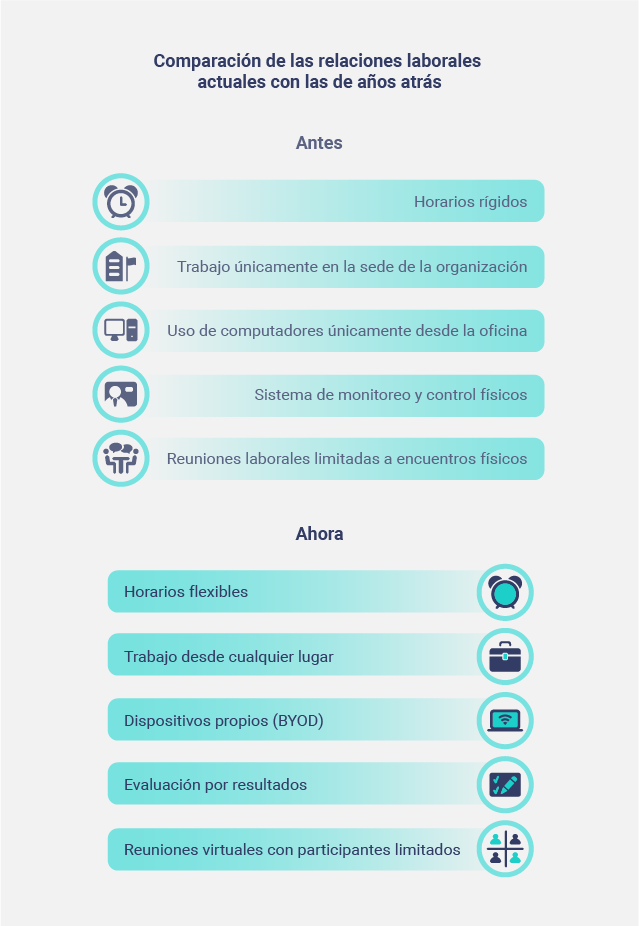 Comparación de las relaciones laborales
actuales con las de años atrás
Antes
Horarios rígidos
Trabajo únicamente en la sede de la organización
Uso de computadores únicamente desde la oficina
Sistema de monitoreo y control físicos
Reuniones laborales limitadas a encuentros físicos
Ahora
Horarios flexibles
Trabajo desde cualquier lugar
Dispositivos propios (BYOD)
Evaluación por resultados
Reuniones virtuales con participantes limitados